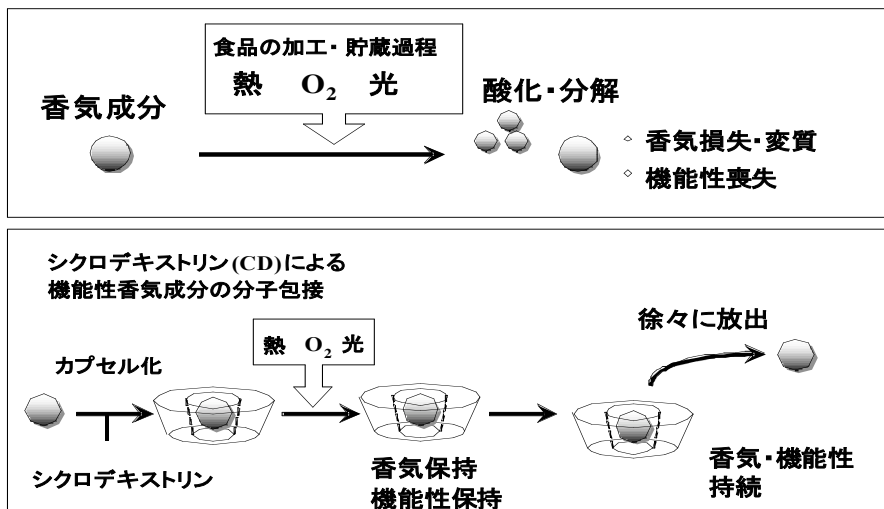 食品の加工・貯蔵過程
熱 O2 光
香気成分
酸化・分解
香気損失・変質
機能性喪失
シクロデキストリン(CD)による
機能性香気成分の分子包接
熱 O2 光
徐々に放出
カプセル化
シクロデキストリン
香気保持
機能性保持
香気・機能性
持続